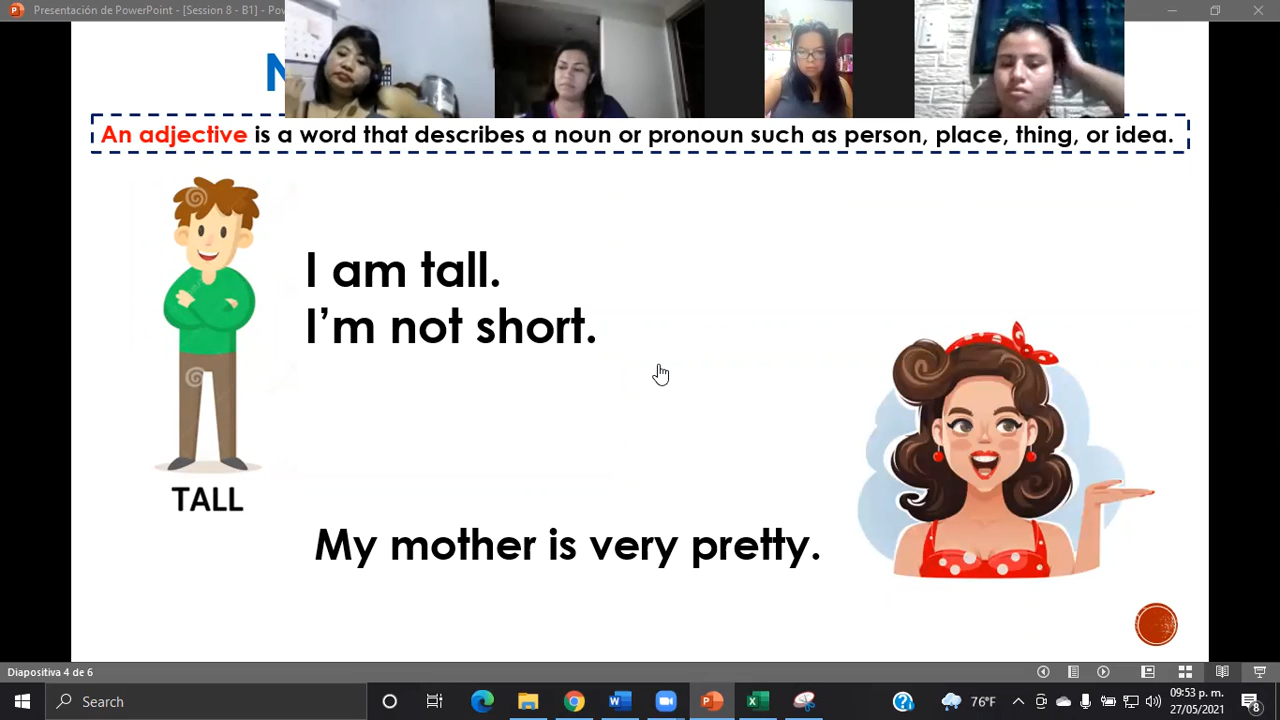 Presentación de PowerPoint - [Session 8 - B1] - Pow
N
An adjective is a word that describes a noun or pronoun such as person, place, thing, or idea.
I am tall.
I'm not short.
TALL
My mother is very pretty.
Diapositiva 4 de 6
Search
76°F
09:53 p. m.
27/05/2021
8